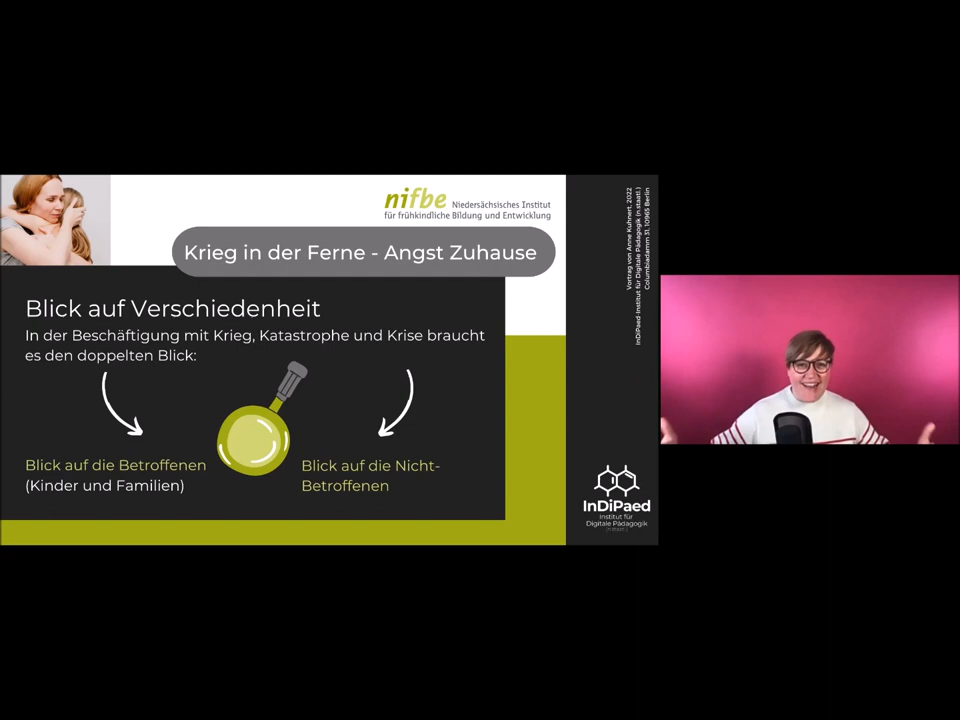 nifbe Niedersächsisches Institut
für frühkindliche Bildung und Entwicklung
Krieg in der Ferne - Angst Zuhause
Blick auf Verschiedenheit
In der Beschäftigung mit Krieg, Katastrophe und Krise braucht
es den doppelten Blick:
Blick auf die Betroffenen
(Kinder und Familien)
Blick auf die Nicht-
Betroffenen
Vortrag von Anne Kuhnert, 2022
InDiPaed-Institut für Digitale Pädagogik (n.staatl.)
Columbiadamm 31, 10965 Berlin
InDiPaed
Institut für
Digitale Pädagogik